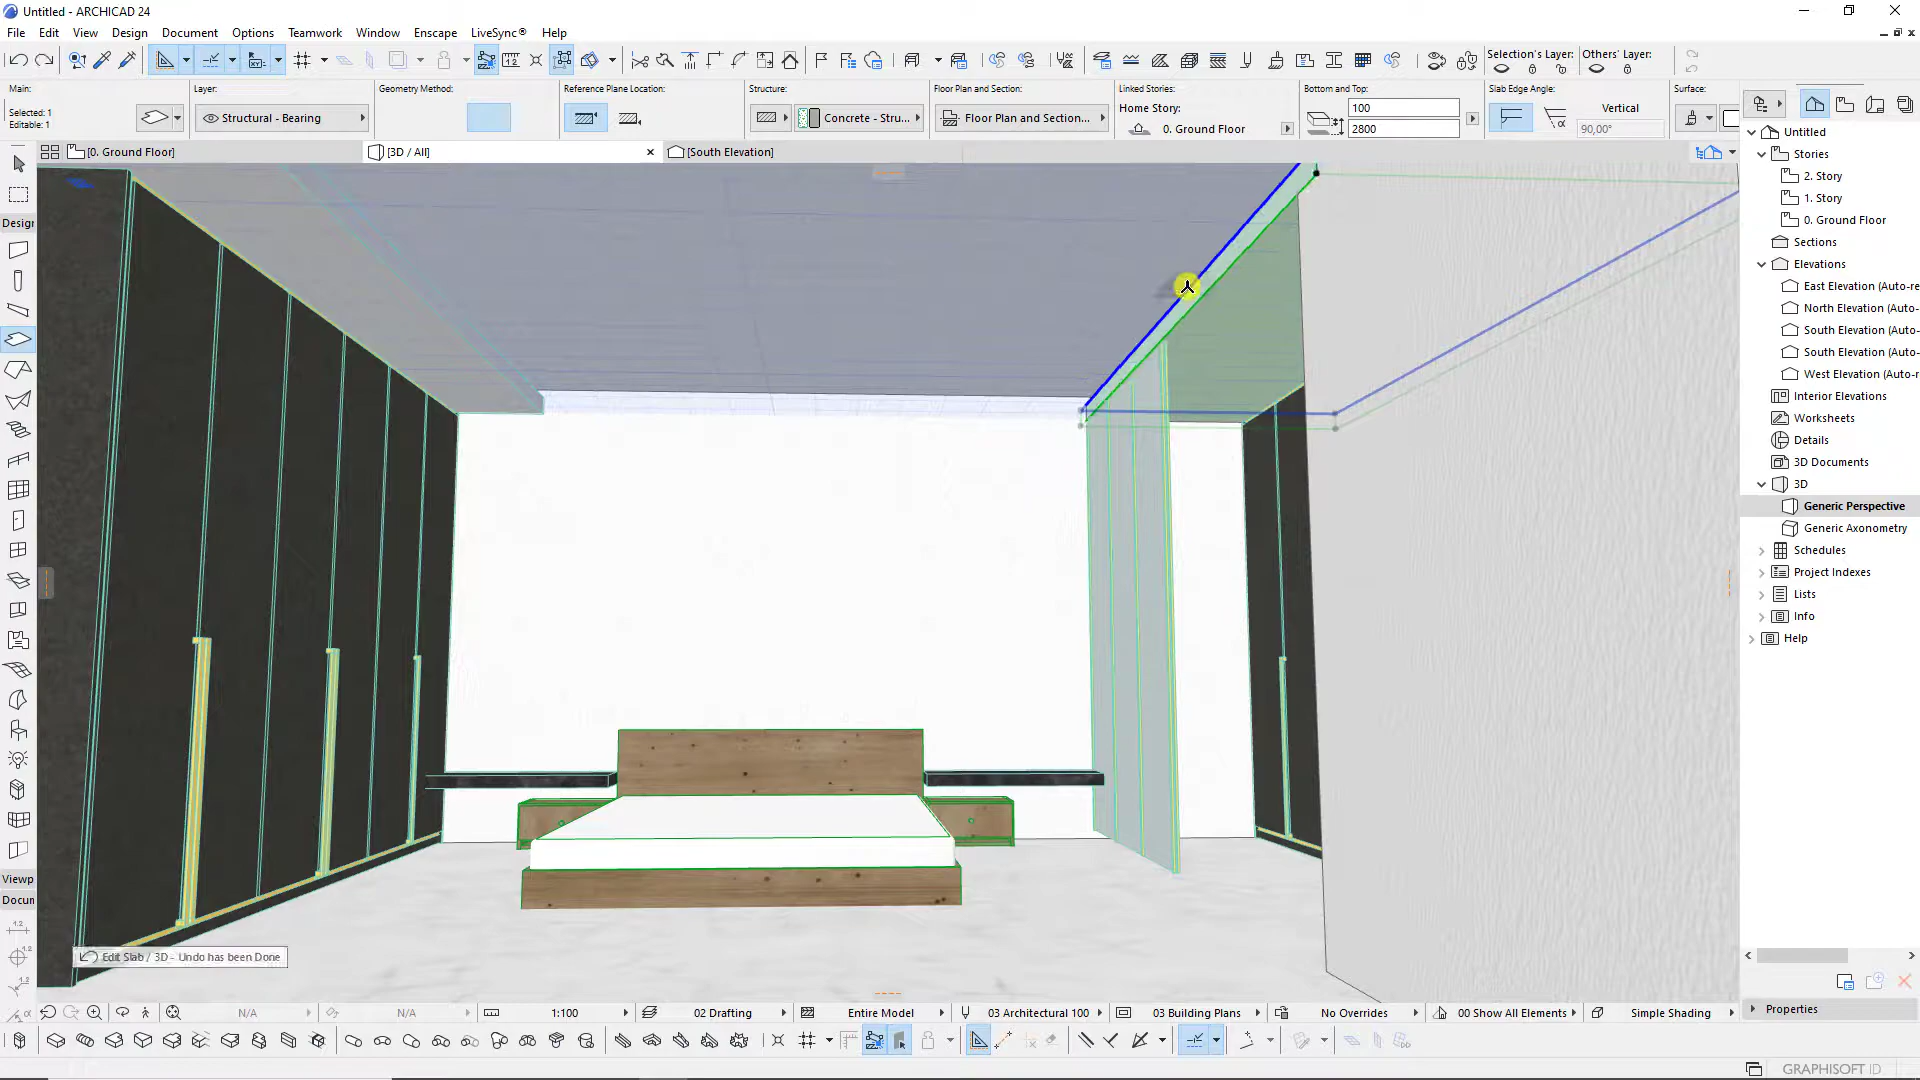 Untitled - ARCHICAD 24
File Edit View Design Document Options Teamwork Window Enscape LiveSync® Help
Selection's Layer: Others' Layer:
Main: Layer: Geometry Method: Reference Plane Location: Structure: Floor Plan and Section: Linked Stories: Bottom and Top: Slab Edge Angle: Surface:
Selected: 1
Editable: 1
Structural - Bearing
Concrete - Stru...
Floor Plan and Section...
Home Story:
0. Ground Floor
100
2800
Vertical
90,00°
[0. Ground Floor]
[3D / All]
[South Elevation]
Untitled
Stories
2. Story
1. Story
0. Ground Floor
Sections
Elevations
East Elevation (Auto-re
North Elevation (Auto-
South Elevation (Auto-
South Elevation (Auto-
West Elevation (Auto-r
Interior Elevations
Worksheets
Details
3D Documents
3D
Generic Perspective
Generic Axonometry
Schedules
Project Indexes
Lists
Info
Help
Properties
Design
Viewp
Docum
Edit Slab / 3D - Undo has been Done
N/A N/A 1:100 02 Drafting Entire Model 03 Architectural 100 03 Building Plans No Overrides 00 Show All Elements Simple Shading
GRAPHISOFT ID